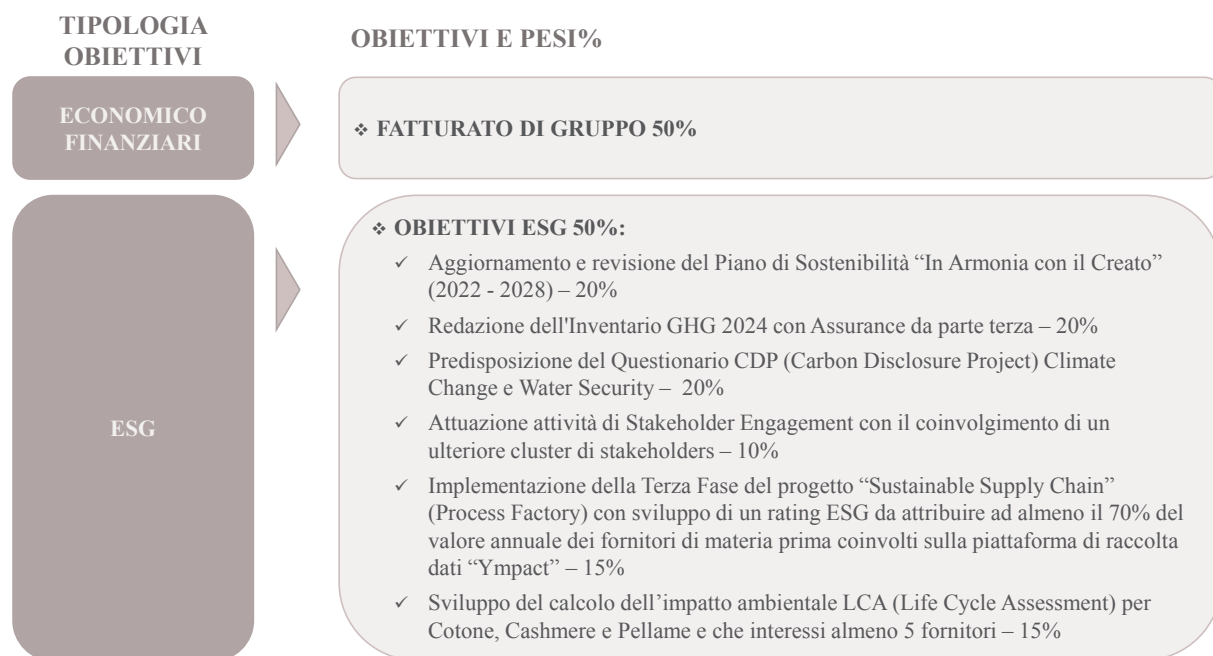 TIPOLOGIA
OBIETTIVI
OBIETTIVI E PESI%
ECONOMICO
FINANZIARI
❖ FATTURATO DI GRUPPO 50%
ESG
❖ OBIETTIVI ESG 50%:
✓ Aggiornamento e revisione del Piano di Sostenibilità “In Armonia con il Creato”
(2022 - 2028) – 20%
✓ Redazione dell'Inventario GHG 2024 con Assurance da parte terza – 20%
✓ Predisposizione del Questionario CDP (Carbon Disclosure Project) Climate
Change e Water Security – 20%
✓ Attuazione attività di Stakeholder Engagement con il coinvolgimento di un
ulteriore cluster di stakeholders – 10%
✓ Implementazione della Terza Fase del progetto “Sustainable Supply Chain”
(Process Factory) con sviluppo di un rating ESG da attribuire ad almeno il 70% del
valore annuale dei fornitori di materia prima coinvolti sulla piattaforma di raccolta
dati “Ympact” – 15%
✓ Sviluppo del calcolo dell’impatto ambientale LCA (Life Cycle Assessment) per
Cotone, Cashmere e Pellame e che interessi almeno 5 fornitori – 15%